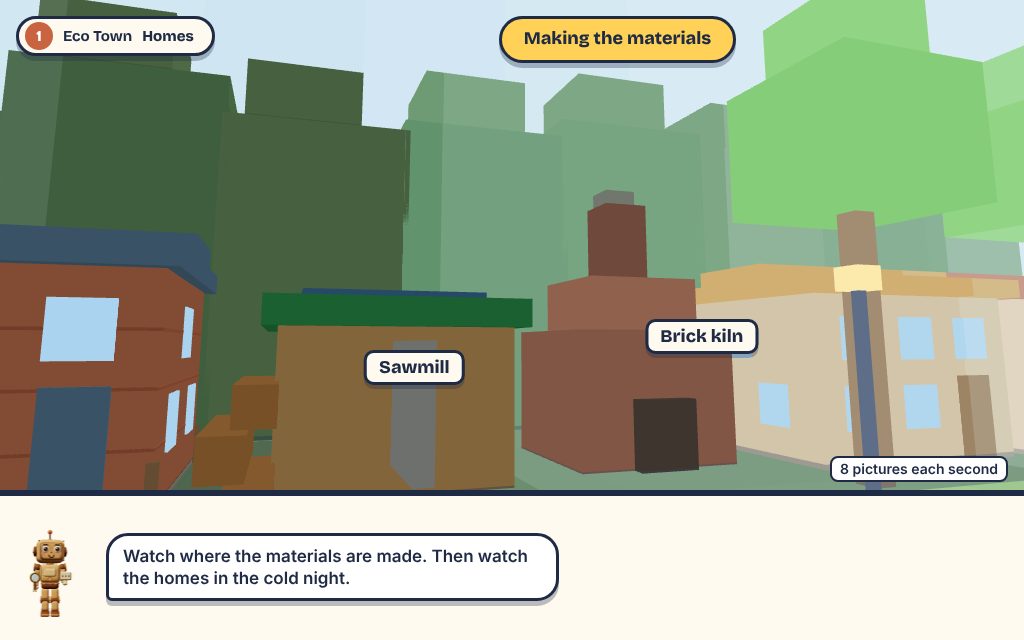 1 Eco Town Homes
Making the materials
Sawmill
Brick kiln
8 pictures each second
Watch where the materials are made. Then watch
the homes in the cold night.